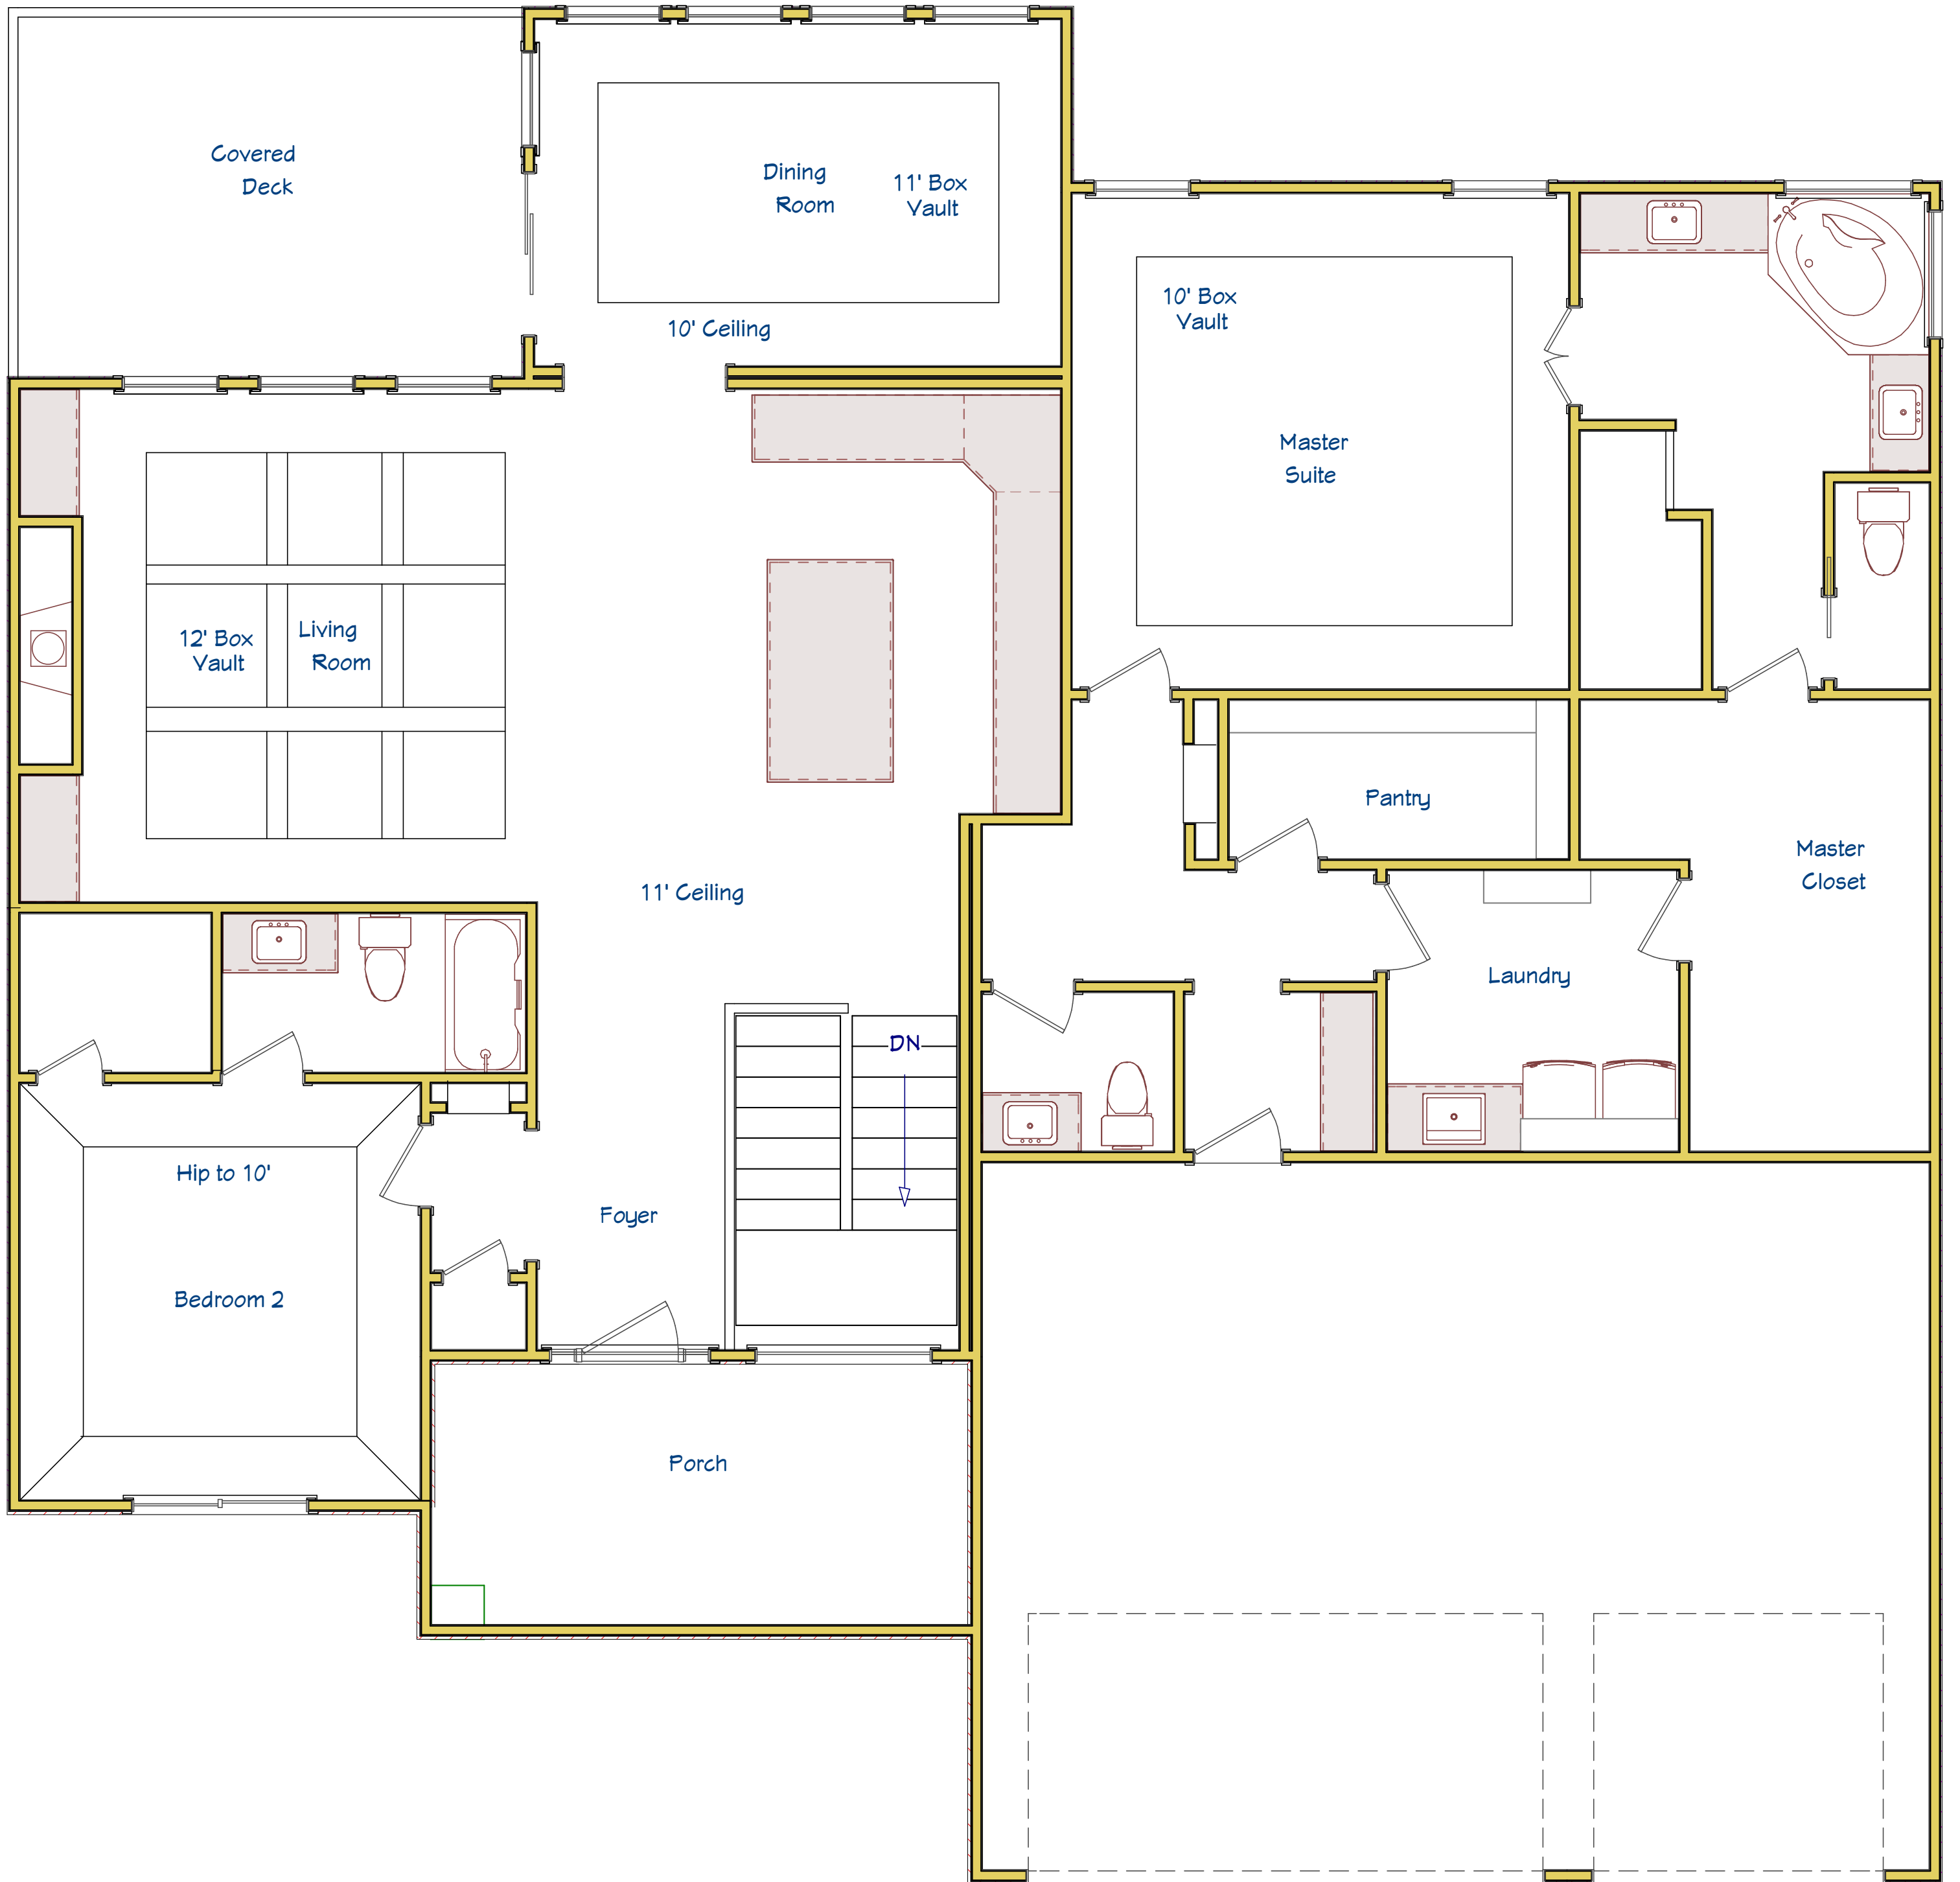 Covered
Deck
Dining
Room
11' Box
Vault
10' Ceiling
10' Box
Vault
Master
Suite
12' Box
Vault
Living
Room
Pantry
Master
Closet
11' Ceiling
Laundry
DN
Hip to 10'
Foyer
Bedroom 2
Porch